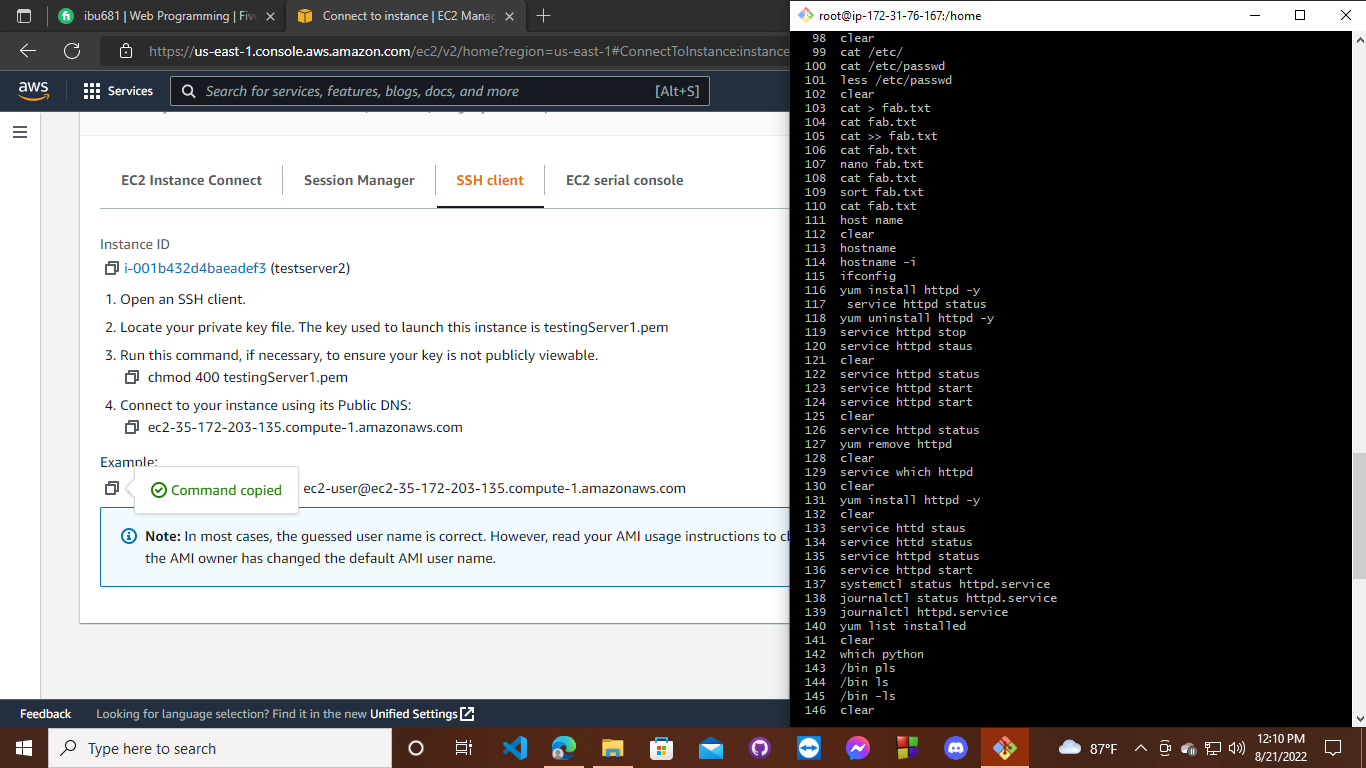 ibu681 | Web Programming | Five
Connect to instance | EC2 Manag
https://us-east-1.console.aws.amazon.com/ec2/v2/home?region=us-east-1#ConnectToInstance:instance
aws
Services
Search for services, features, blogs, docs, and more
[Alt+S]
EC2 Instance Connect
Session Manager
SSH client
EC2 serial console
Instance ID
i-001b432d4baeadef3 (testserver2)
1. Open an SSH client.
2. Locate your private key file. The key used to launch this instance is testingServer1.pem
3. Run this command, if necessary, to ensure your key is not publicly viewable.
chmod 400 testingServer1.pem
4. Connect to your instance using its Public DNS:
ec2-35-172-203-135.compute-1.amazonaws.com
Example:
Command copied
ec2-user@ec2-35-172-203-135.compute-1.amazonaws.com
Note: In most cases, the guessed user name is correct. However, read your AMI usage instructions to
the AMI owner has changed the default AMI user name.
Feedback
Looking for language selection? Find it in the new Unified Settings
root@ip-172-31-76-167:/home
98 clear
99 cat /etc/
100 cat /etc/passwd
101 less /etc/passwd
102 clear
103 cat > fab.txt
104 cat fab.txt
105 cat >> fab.txt
106 cat fab.txt
107 nano fab.txt
108 cat fab.txt
109 sort fab.txt
110 cat fab.txt
111 host name
112 clear
113 hostname
114 hostname -i
115 ifconfig
116 yum install httpd -y
117 service httpd status
118 yum uninstall httpd -y
119 service httpd stop
120 service httpd staus
121 clear
122 service httpd status
123 service httpd start
124 service httpd start
125 clear
126 service httpd status
127 yum remove httpd
128 clear
129 service which httpd
130 clear
131 yum install httpd -y
132 clear
133 service httd staus
134 service httd status
135 service httpd status
136 service httpd start
137 systemctl status httpd.service
138 journalctl status httpd.service
139 journalctl httpd.service
140 yum list installed
141 clear
142 which python
143 /bin pls
144 /bin ls
145 /bin -ls
146 clear
Type here to search
87°F
12:10 PM
8/21/2022